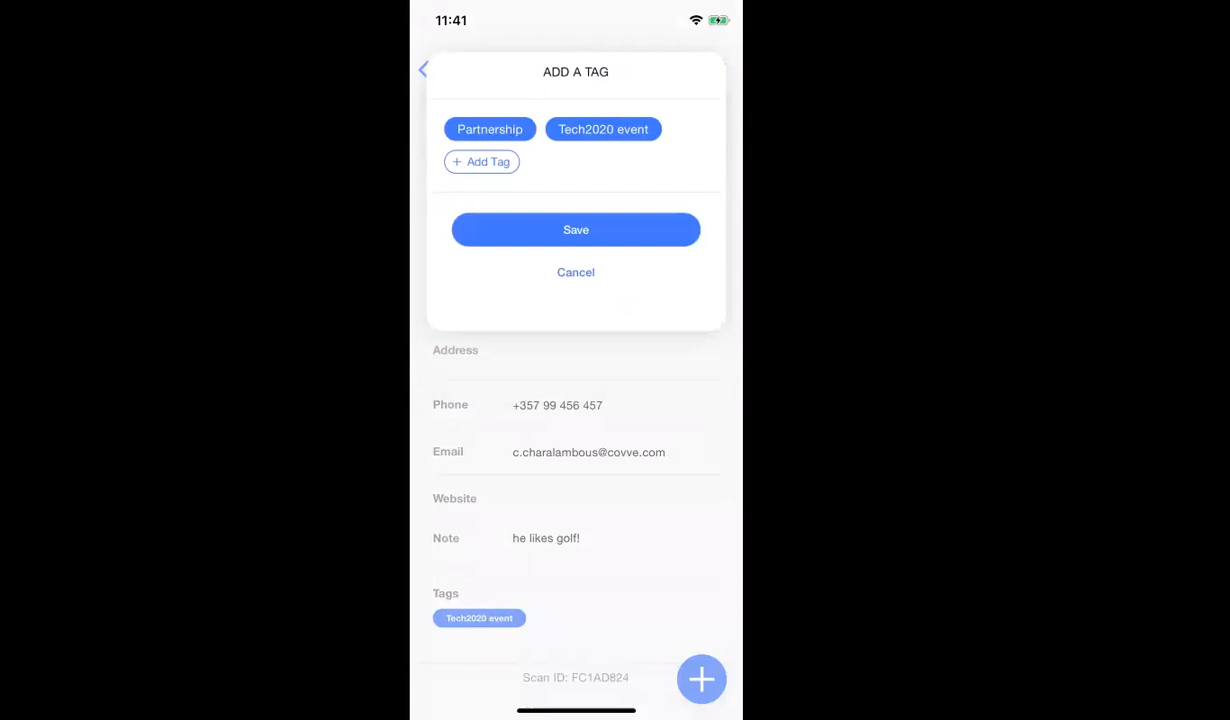 11:41
ADD A TAG
Partnership Tech2020 event
+ Add Tag
Save
Cancel
Address
Phone +357 99 456 457
Email c.charalambous@covve.com
Website
Note he likes golf!
Tags
Tech2020 event
Scan ID: FC1AD824